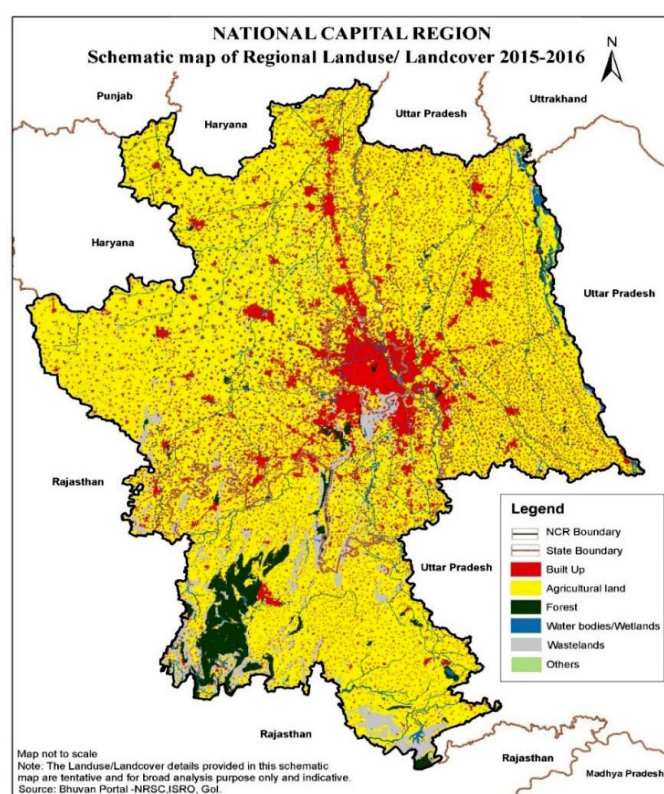 NATIONAL CAPITAL REGION
Schematic map of Regional Landuse/ Landcover 2015-2016
N
Punjab
Haryana
Uttar Pradesh
Uttrakhand
Haryana
Uttar Pradesh
Rajasthan
Uttar Pradesh
Legend
NCR Boundary
State Boundary
Built Up
Agricultural land
Forest
Water bodies/Wetlands
Wastelands
Others
Rajasthan
Rajasthan
Madhya Pradesh
Map not to scale
Note: The Landuse/Landcover details provided in this schematic
map are tentative and for broad analysis purpose only and indicative.
Source: Bhuvan Portal -NRSC,ISRO, GoI.